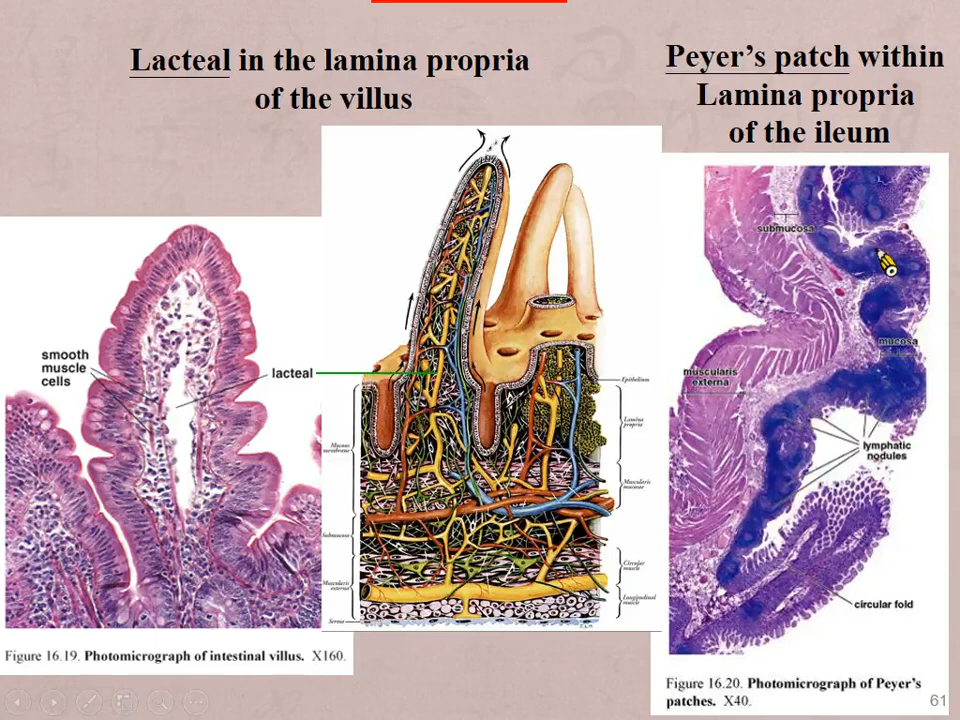 Lacteal in the lamina propria
of the villus
Peyer's patch within
Lamina propria
of the ileum
smooth
muscle
cells
lacteal
Epithelium
Lamina
propria
Mucous
membrane
Muscularis
mucosae
Submucosa
Circular
muscle
Muscularis
externa
Longitudinal
muscle
Serosa
submucosa
mucosa
muscularis
externa
lymphatic
nodules
circular fold
Figure 16.19. Photomicrograph of intestinal villus. X160.
Figure 16.20. Photomicrograph of Peyer's
patches. X40.
61